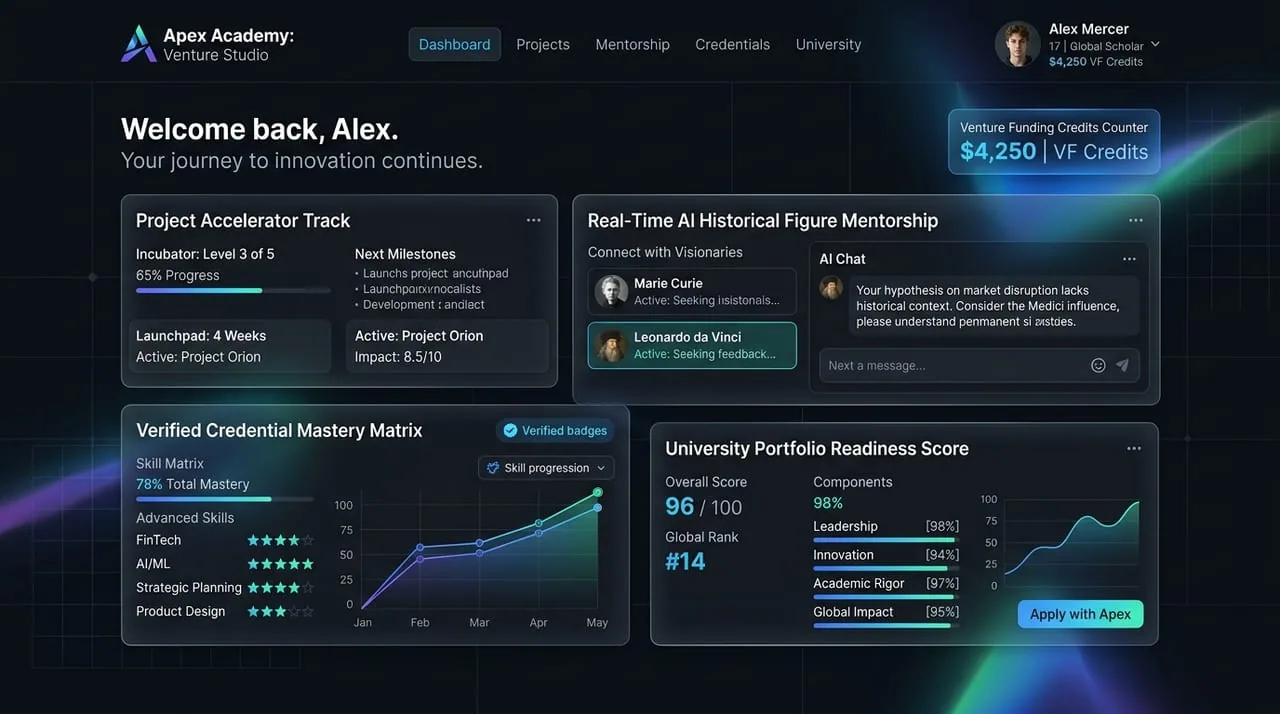 Apex Academy:
Venture Studio
Dashboard
Projects
Mentorship
Credentials
University
Alex Mercer
17 | Global Scholar
$4,250 VF Credits
Welcome back, Alex.
Your journey to innovation continues.
Venture Funding Credits Counter
$4,250 | VF Credits
Project Accelerator Track
Incubator: Level 3 of 5
65% Progress
Next Milestones
• project
•
• Development :
Launchpad: 4 Weeks
Active: Project Orion
Active: Project Orion
Impact: 8.5/10
Real-Time AI Historical Figure Mentorship
Connect with Visionaries
Marie Curie
Active: Seeking
Leonardo da Vinci
Active: Seeking feedback...
AI Chat
Your hypothesis on market disruption lacks
historical context. Consider the Medici influence,
please understand
Next a message...
Verified Credential Mastery Matrix
Verified badges
Skill Matrix
78% Total Mastery
Skill progression
Advanced Skills
FinTech
AI/ML
Strategic Planning
Product Design
100
75
50
25
0
Jan
Feb
Mar
Apr
May
University Portfolio Readiness Score
Overall Score
96 / 100
Global Rank
#14
Components
98%
Leadership [98%]
Innovation [94%]
Academic Rigor [97%]
Global Impact [95%]
100
75
50
25
0
Apply with Apex